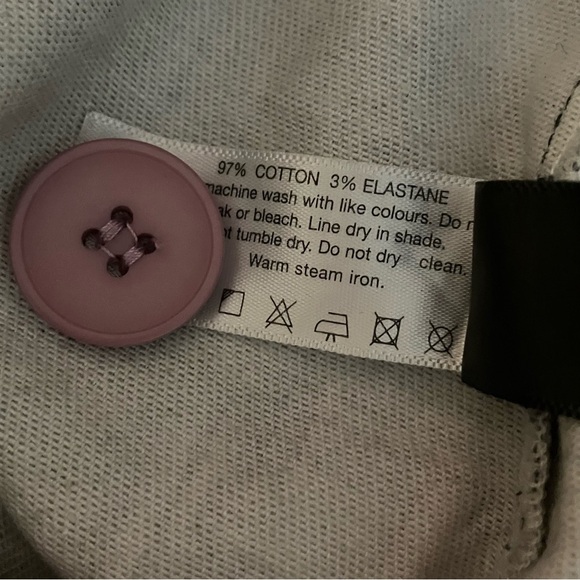 97% COTTON 3% ELASTANE
machine wash with like colours. Do
or bleach. Line dry in shade.
tumble dry. Do not dry clean.
Warm steam iron.